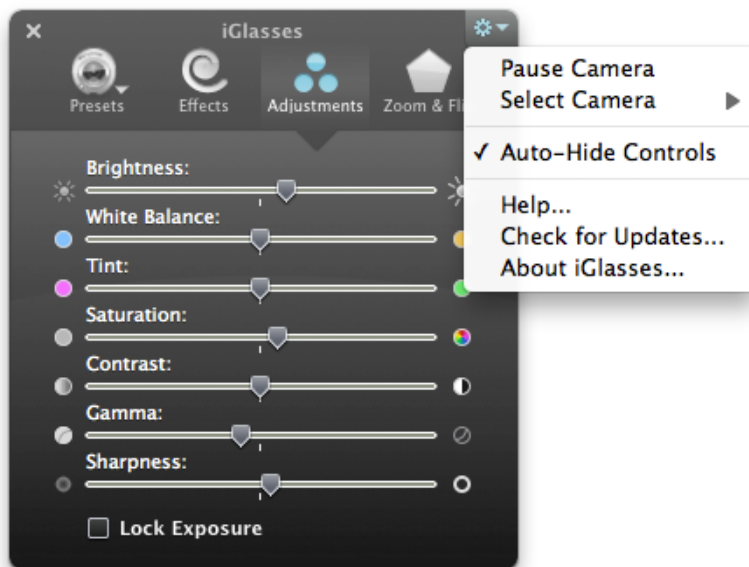 iGlasses
Presets
Effects
Adjustments
Zoom & Fl
Pause Camera
Select Camera
Auto-Hide Controls
Help...
Check for Updates...
About iGlasses...
Brightness:
White Balance:
Tint:
Saturation:
Contrast:
Gamma:
Sharpness:
Lock Exposure